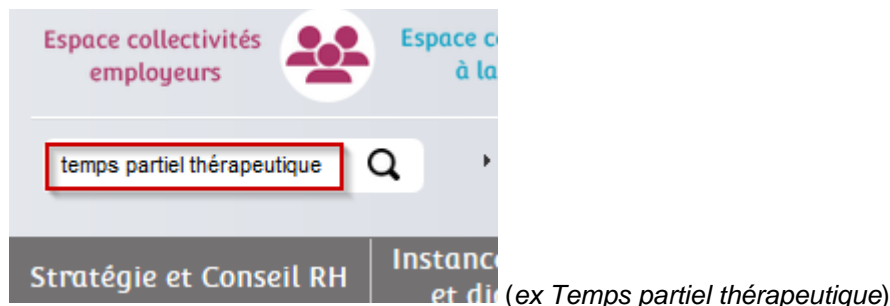 Espace collectivités
employeurs
Espace c
à la
temps partiel thérapeutique
Stratégie et Conseil RH
Instanc
et di
(ex Temps partiel thérapeutique)